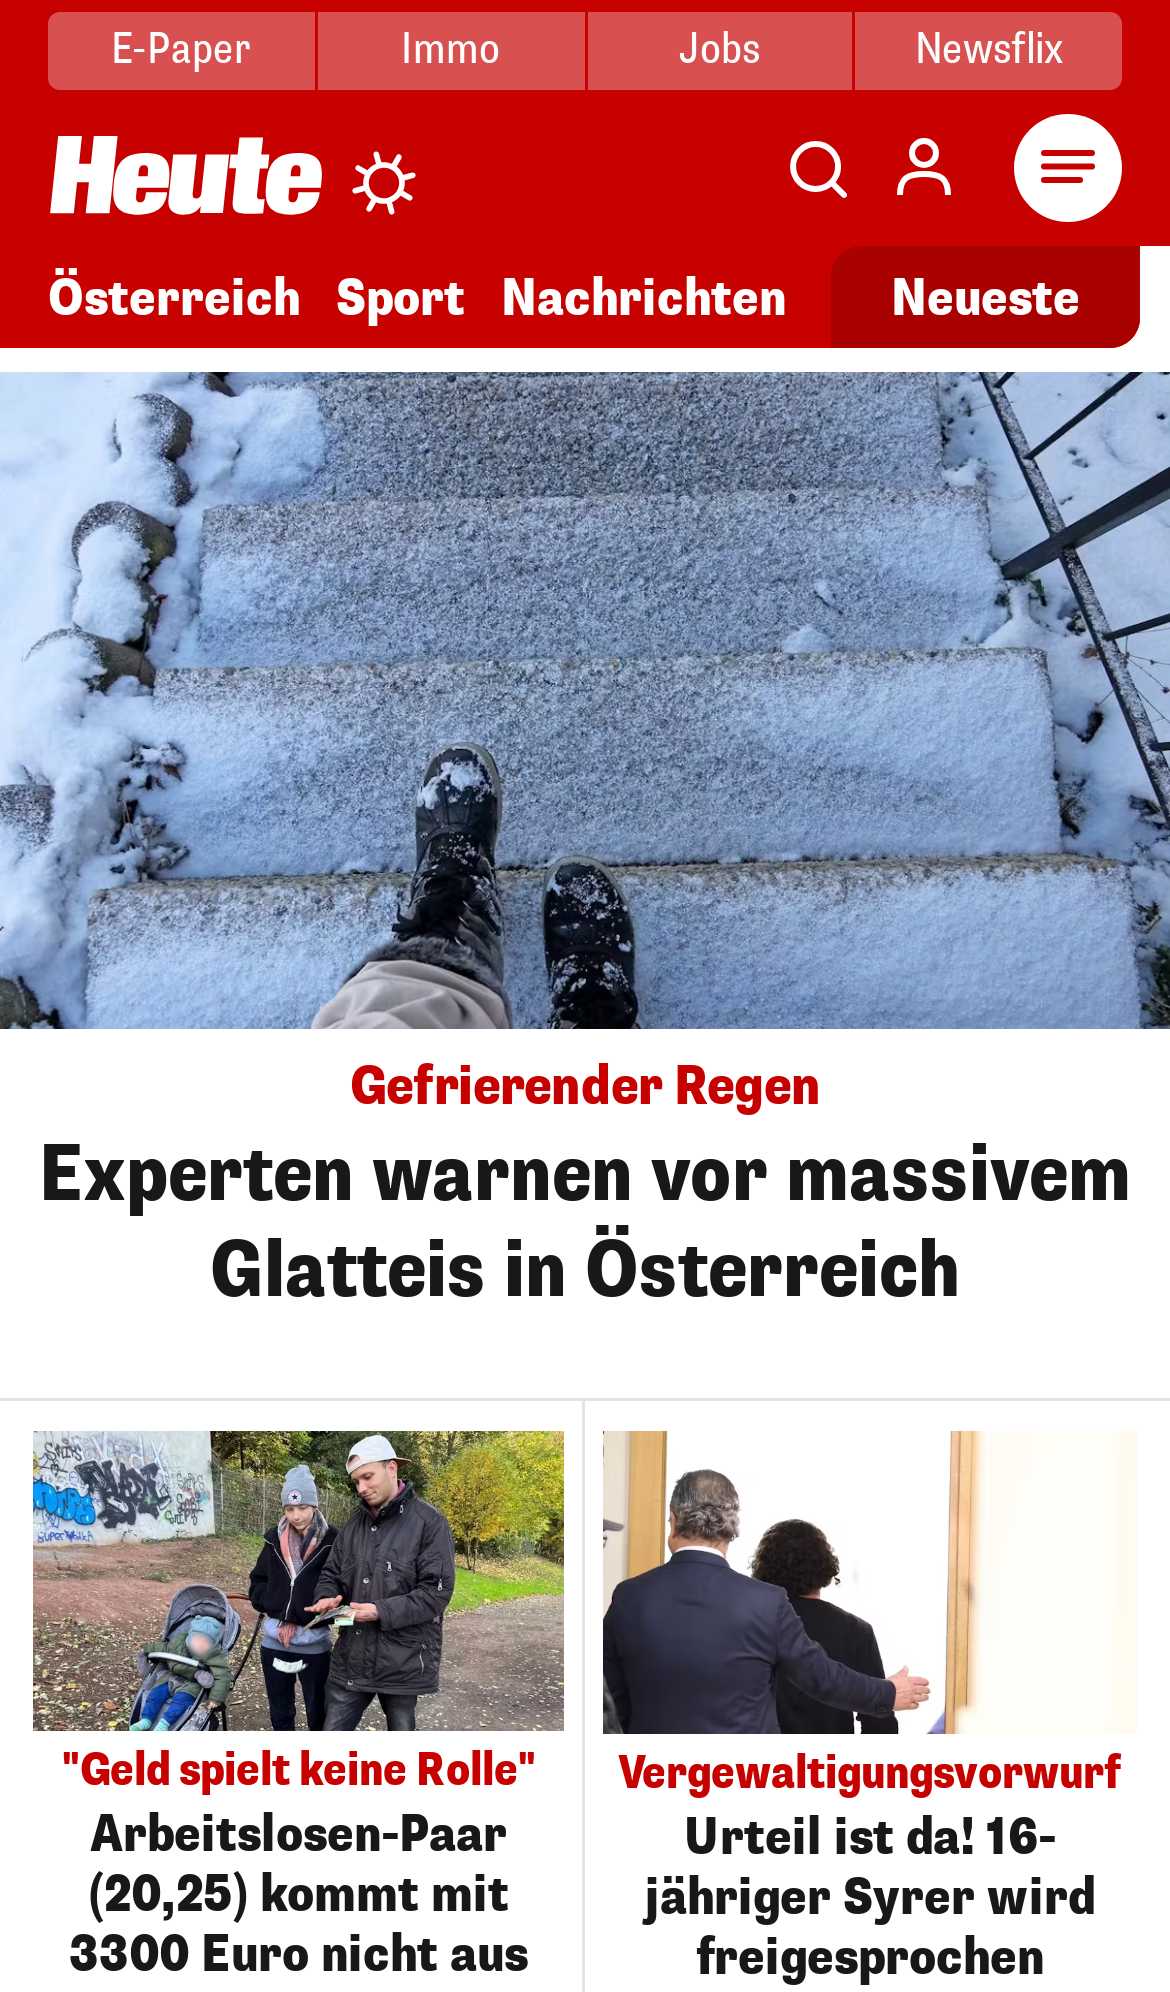 E-Paper
Immo
Jobs
Newsflix
Heute
Österreich
Sport
Nachrichten
Neueste
Gefrierender Regen
Experten warnen vor massivem
Glatteis in Österreich
"Geld spielt keine Rolle"
Arbeitslosen-Paar
(20,25) kommt mit
3300 Euro nicht aus
Vergewaltigungsvorwurf
Urteil ist da! 16-
jähriger Syrer wird
freigesprochen